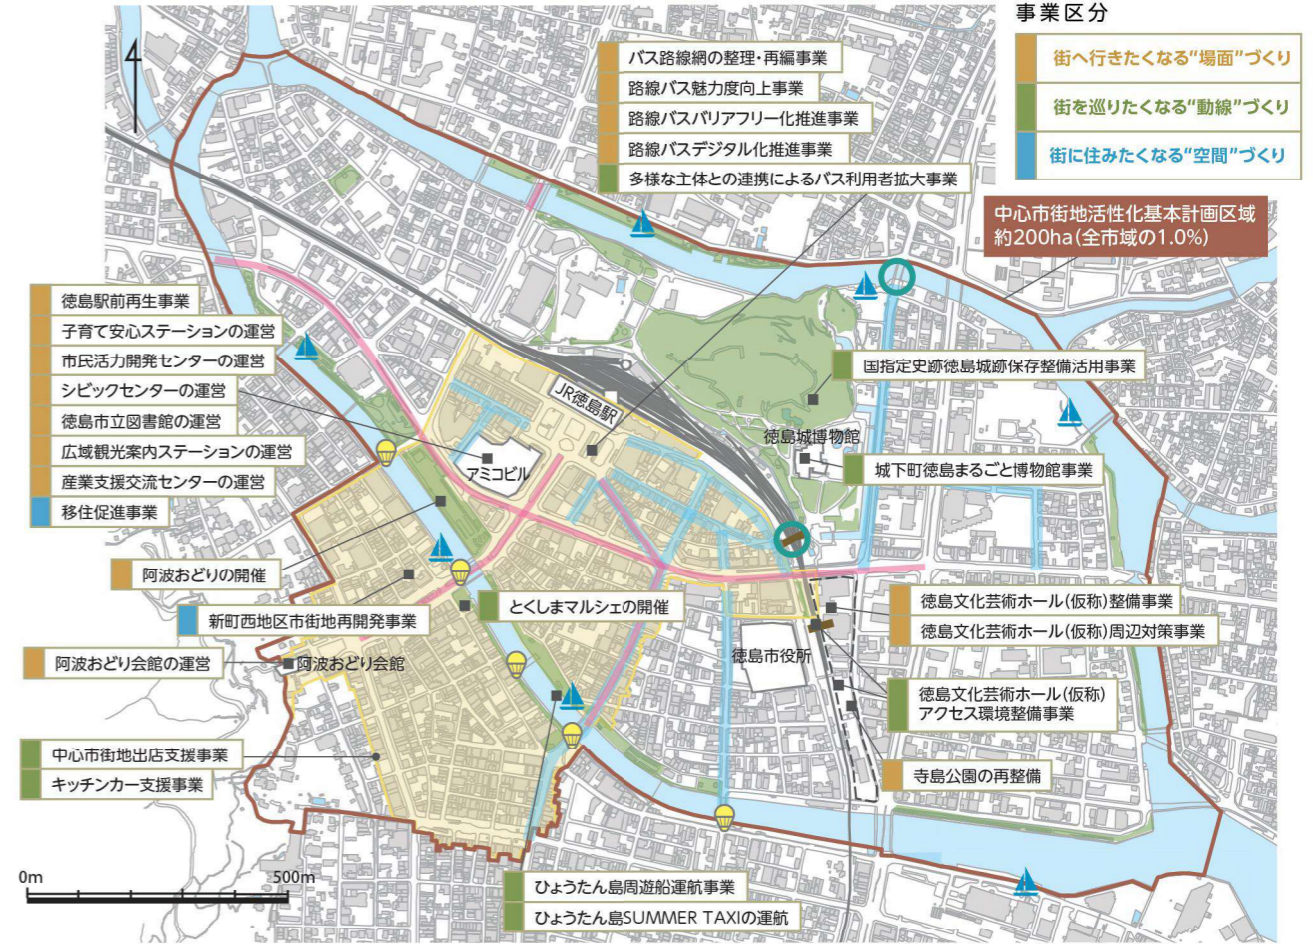 事業区分
街へ行きたくなる“場面”づくり
街を巡りたくなる“動線”づくり
街に住みたくなる“空間”づくり
中心市街地活性化基本計画区域
約200ha(全市域の1.0%)
バス路線網の整理・再編事業
路線バス魅力度向上事業
路線バスバリアフリー化推進事業
路線バスデジタル化推進事業
多様な主体との連携によるバス利用者拡大事業
徳島駅前再生事業
子育て安心ステーションの運営
市民活力開発センターの運営
シビックセンターの運営
徳島市立図書館の運営
広域観光案内ステーションの運営
産業支援交流センターの運営
移住促進事業
JR徳島駅
アミコビル
国指定史跡徳島城跡保存整備活用事業
徳島城博物館
城下町徳島まるごと博物館事業
阿波おどりの開催
新町西地区市街地再開発事業
とくしまマルシェの開催
阿波おどり会館の運営
阿波おどり会館
徳島市役所
徳島文化芸術ホール(仮称)整備事業
徳島文化芸術ホール(仮称)周辺対策事業
徳島文化芸術ホール(仮称)
アクセス環境整備事業
寺島公園の再整備
中心市街地出店支援事業
キッチンカー支援事業
ひょうたん島周遊船運航事業
ひょうたん島SUMMER TAXIの運航
0m
500m
4